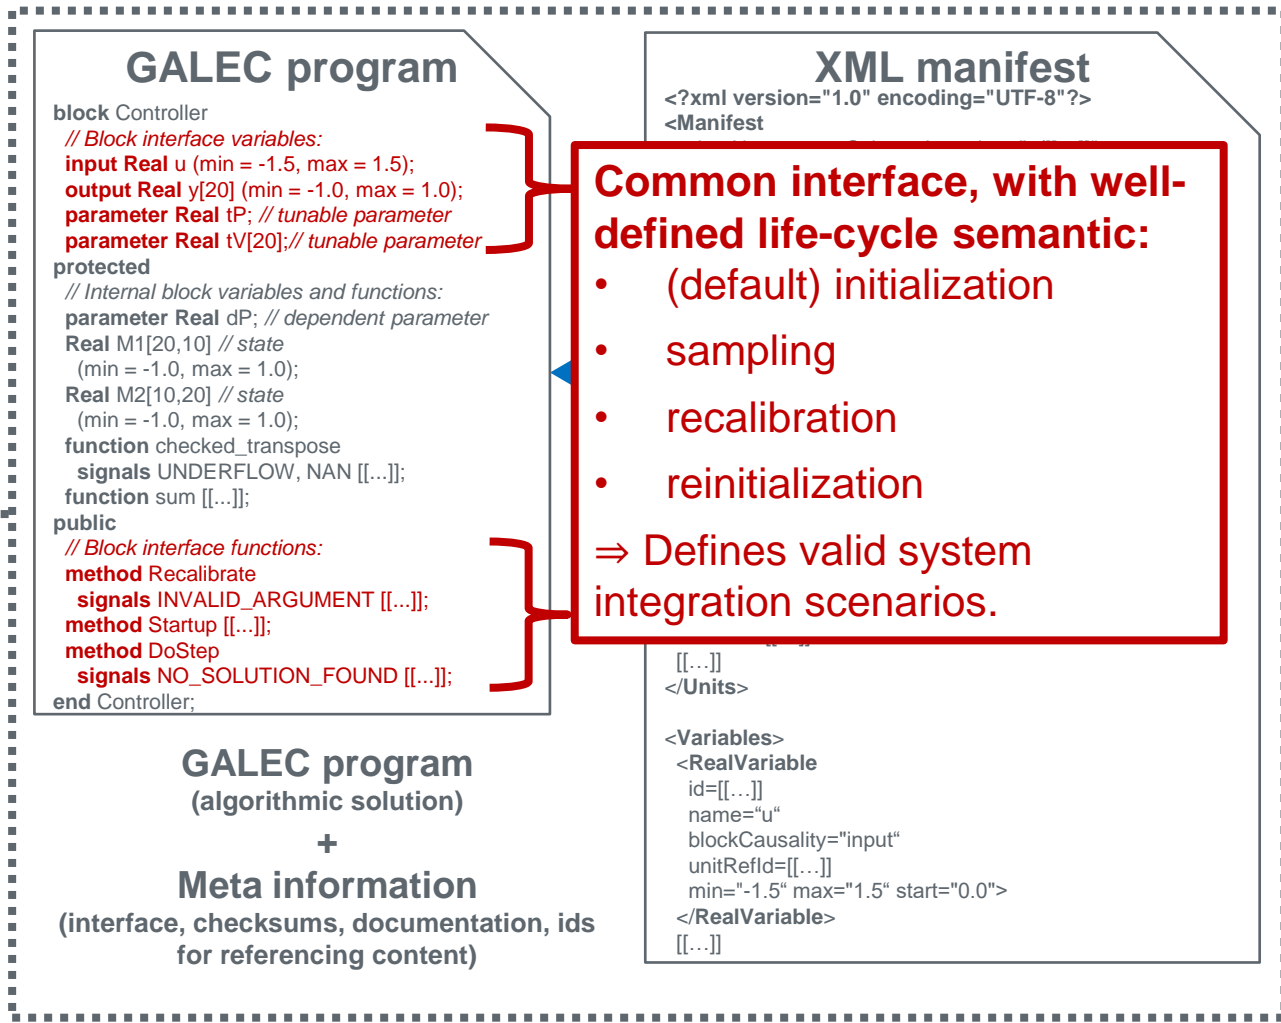 GALEC program
block Controller
// Block interface variables:
input Real u (min = -1.5, max = 1.5);
output Real y[20] (min = -1.0, max = 1.0);
parameter Real tP; // tunable parameter
parameter Real tV[20];// tunable parameter
protected
// Internal block variables and functions:
parameter Real dP; // dependent parameter
Real M1[20,10] // state
(min = -1.0, max = 1.0);
Real M2[10,20] // state
(min = -1.0, max = 1.0);
function checked_transpose
signals UNDERFLOW, NAN [[...]];
function sum [[...]];
public
// Block interface functions:
method Recalibrate
signals INVALID_ARGUMENT [[...]];
method Startup [[...]];
method DoStep
signals NO_SOLUTION_FOUND [[...]];
end Controller;
GALEC program
(algorithmic solution)
+
Meta information
(interface, checksums, documentation, ids
for referencing content)
XML manifest
<?xml version="1.0" encoding="UTF-8"?>
<Manifest
Common interface, with well-
defined life-cycle semantic:
• (default) initialization
• sampling
• recalibration
• reinitialization
⇒ Defines valid system
integration scenarios.
[[…]]
</Units>
<Variables>
<RealVariable
id=[[…]]
name=“u“
blockCausality="input“
unitRefId=[[…]]
min="-1.5“ max="1.5“ start="0.0">
</RealVariable>
[[…]]